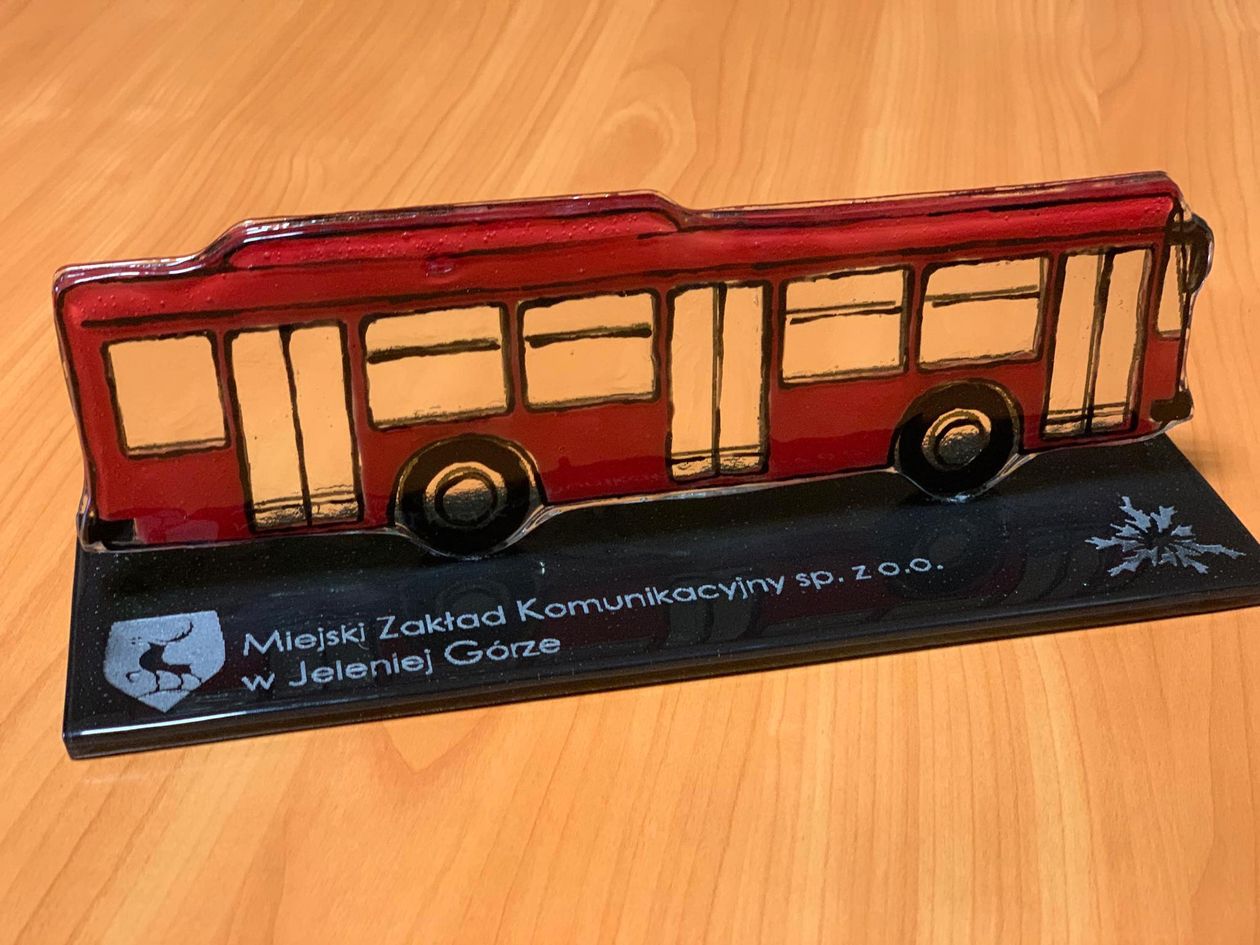 Miejski Zakład Komunikacyjny sp. z o.o.
w Jeleniej Górze